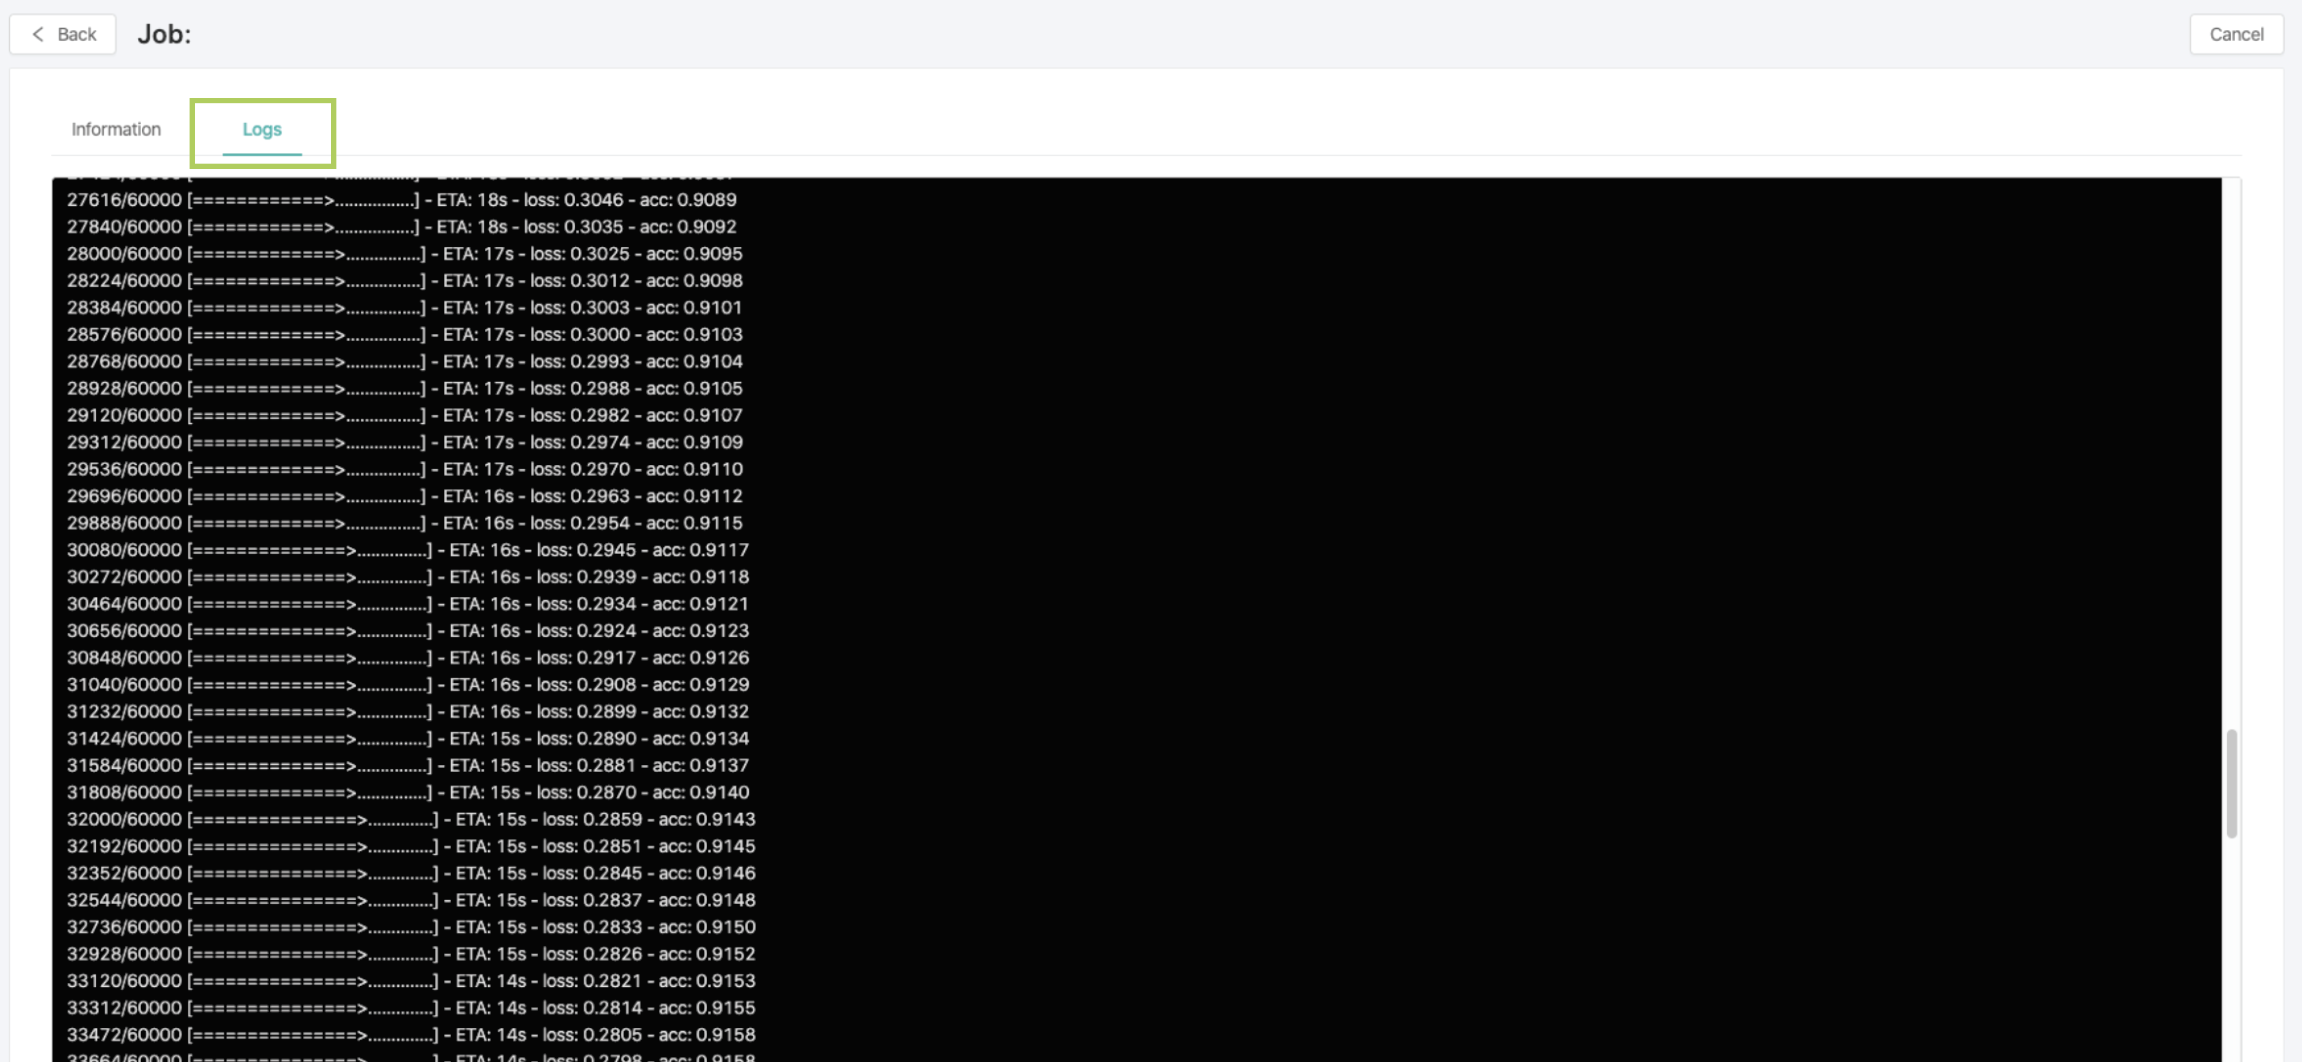 Back
Job:
Cancel
Information
Logs
27616/60000 [============>................] - ETA: 18s - loss: 0.3046 - acc: 0.9089
27840/60000 [============>................] - ETA: 18s - loss: 0.3035 - acc: 0.9092
28000/60000 [=============>...............] - ETA: 17s - loss: 0.3025 - acc: 0.9095
28224/60000 [=============>...............] - ETA: 17s - loss: 0.3012 - acc: 0.9098
28384/60000 [=============>...............] - ETA: 17s - loss: 0.3003 - acc: 0.9101
28576/60000 [=============>...............] - ETA: 17s - loss: 0.3000 - acc: 0.9103
28768/60000 [=============>...............] - ETA: 17s - loss: 0.2993 - acc: 0.9104
28928/60000 [=============>...............] - ETA: 17s - loss: 0.2988 - acc: 0.9105
29120/60000 [=============>...............] - ETA: 17s - loss: 0.2982 - acc: 0.9107
29312/60000 [=============>...............] - ETA: 17s - loss: 0.2974 - acc: 0.9109
29536/60000 [=============>...............] - ETA: 17s - loss: 0.2970 - acc: 0.9110
29696/60000 [=============>...............] - ETA: 16s - loss: 0.2963 - acc: 0.9112
29888/60000 [=============>...............] - ETA: 16s - loss: 0.2954 - acc: 0.9115
30080/60000 [==============>..............] - ETA: 16s - loss: 0.2945 - acc: 0.9117
30272/60000 [==============>..............] - ETA: 16s - loss: 0.2939 - acc: 0.9118
30464/60000 [==============>..............] - ETA: 16s - loss: 0.2934 - acc: 0.9121
30656/60000 [==============>..............] - ETA: 16s - loss: 0.2924 - acc: 0.9123
30848/60000 [==============>..............] - ETA: 16s - loss: 0.2917 - acc: 0.9126
31040/60000 [==============>..............] - ETA: 16s - loss: 0.2908 - acc: 0.9129
31232/60000 [==============>..............] - ETA: 16s - loss: 0.2899 - acc: 0.9132
31424/60000 [==============>..............] - ETA: 15s - loss: 0.2890 - acc: 0.9134
31584/60000 [==============>..............] - ETA: 15s - loss: 0.2881 - acc: 0.9137
31808/60000 [==============>..............] - ETA: 15s - loss: 0.2870 - acc: 0.9140
32000/60000 [===============>.............] - ETA: 15s - loss: 0.2859 - acc: 0.9143
32192/60000 [===============>.............] - ETA: 15s - loss: 0.2851 - acc: 0.9145
32352/60000 [===============>.............] - ETA: 15s - loss: 0.2845 - acc: 0.9146
32544/60000 [===============>.............] - ETA: 15s - loss: 0.2837 - acc: 0.9148
32736/60000 [===============>.............] - ETA: 15s - loss: 0.2833 - acc: 0.9150
32928/60000 [===============>.............] - ETA: 15s - loss: 0.2826 - acc: 0.9152
33120/60000 [===============>.............] - ETA: 14s - loss: 0.2821 - acc: 0.9153
33312/60000 [===============>.............] - ETA: 14s - loss: 0.2814 - acc: 0.9155
33472/60000 [===============>.............] - ETA: 14s - loss: 0.2805 - acc: 0.9158
33664/60000 [===============>.............] - ETA: 14s - loss: 0.2798 - acc: 0.9158